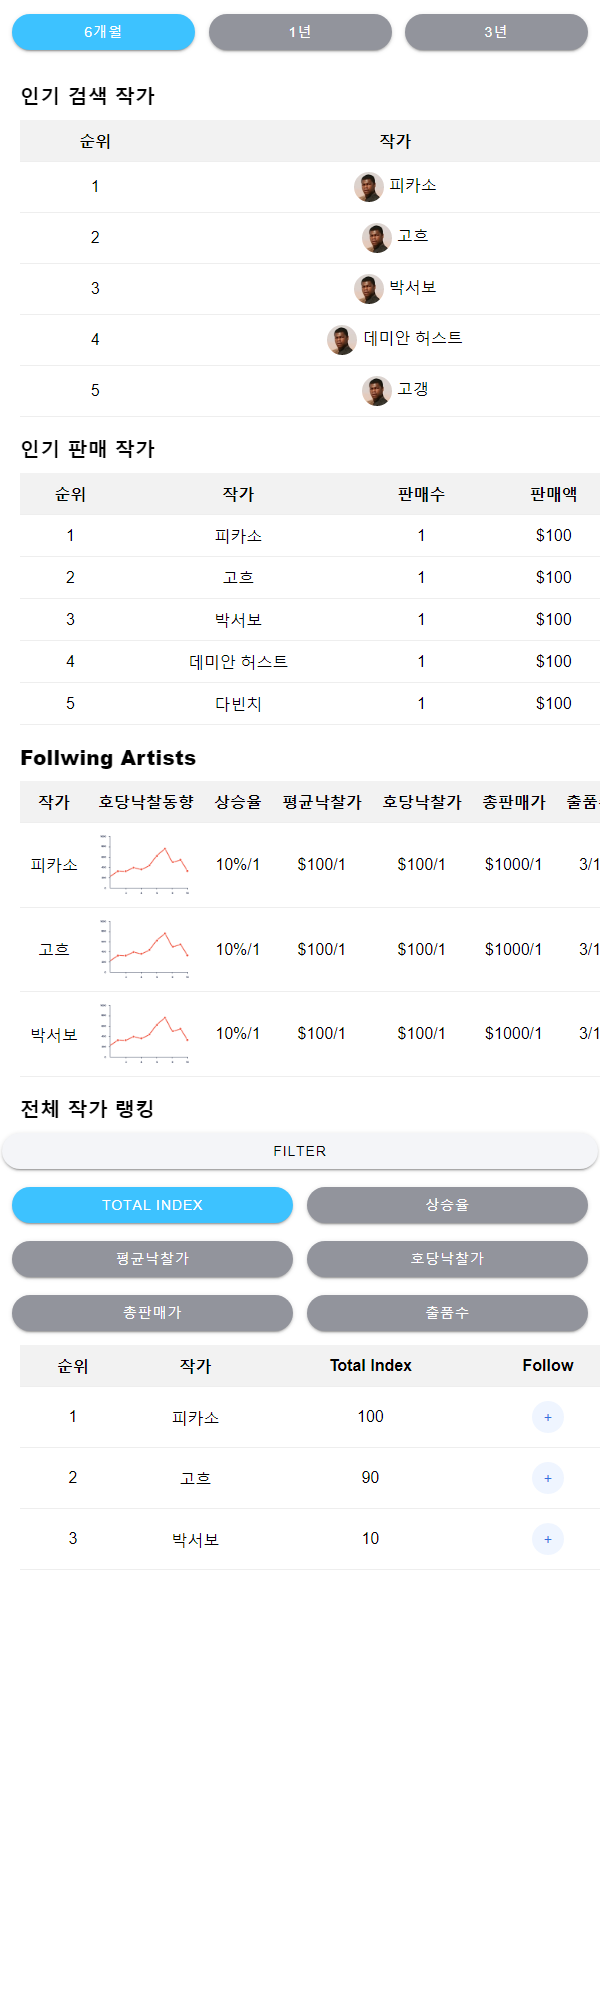 6개월 1년 3년
인기 검색 작가
순위 작가
1 피카소
2 고흐
3 박서보
4 데미안 허스트
5 고갱
인기 판매 작가
순위 작가 판매수 판매액
1 피카소 1 $100
2 고흐 1 $100
3 박서보 1 $100
4 데미안 허스트 1 $100
5 다빈치 1 $100
Follwing Artists
작가 호당낙찰동향 상승율 평균낙찰가 호당낙찰가 총판매가 출품
피카소 10%/1 $100/1 $100/1 $1000/1 3/1
고흐 10%/1 $100/1 $100/1 $1000/1 3/1
박서보 10%/1 $100/1 $100/1 $1000/1 3/1
전체 작가 랭킹
FILTER
TOTAL INDEX 상승율
평균낙찰가 호당낙찰가
총판매가 출품수
순위 작가 Total Index Follow
1 피카소 100 +
2 고흐 90 +
3 박서보 10 +